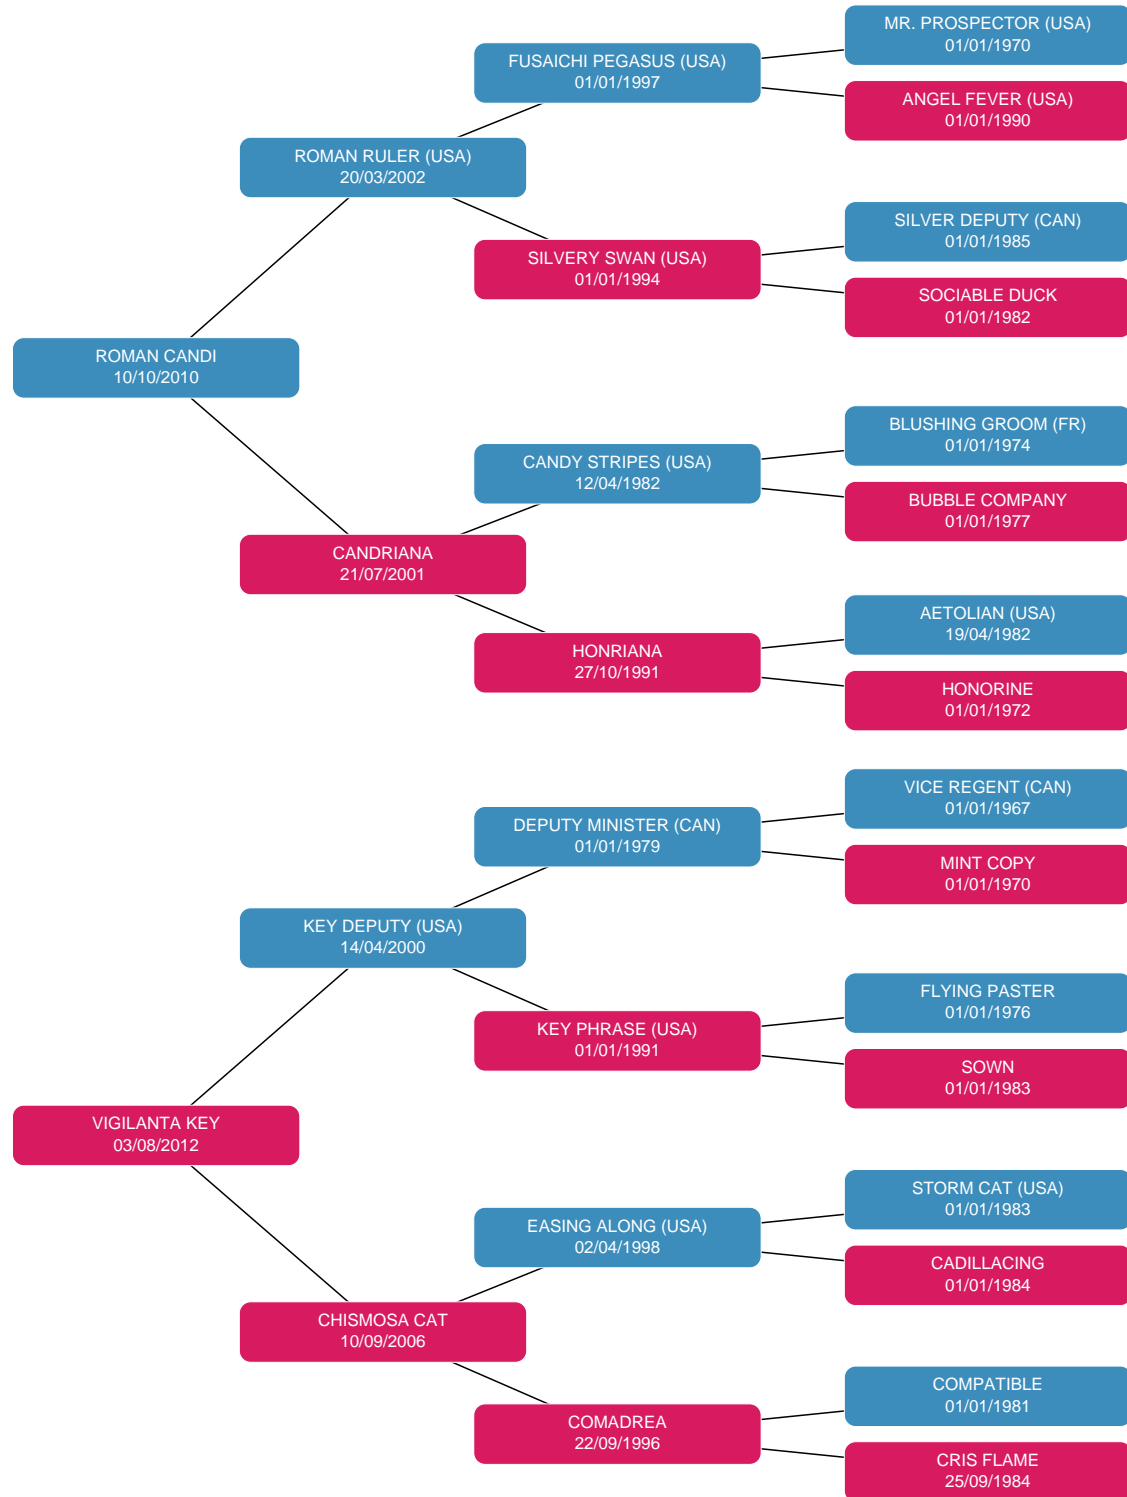 MR. PROSPECTOR (USA)
01/01/1970
FUSAICHI PEGASUS (USA)
01/01/1997
ANGEL FEVER (USA)
01/01/1990
ROMAN RULER (USA)
20/03/2002
SILVER DEPUTY (CAN)
01/01/1985
SILVERY SWAN (USA)
01/01/1994
SOCIABLE DUCK
01/01/1982
ROMAN CANDI
10/10/2010
BLUSHING GROOM (FR)
01/01/1974
CANDY STRIPES (USA)
12/04/1982
BUBBLE COMPANY
01/01/1977
CANDRIANA
21/07/2001
AETOLIAN (USA)
19/04/1982
HONRIANA
27/10/1991
HONORINE
01/01/1972
VICE REGENT (CAN)
01/01/1967
DEPUTY MINISTER (CAN)
01/01/1979
MINT COPY
01/01/1970
KEY DEPUTY (USA)
14/04/2000
FLYING PASTER
01/01/1976
KEY PHRASE (USA)
01/01/1991
SOWN
01/01/1983
VIGILANTA KEY
03/08/2012
STORM CAT (USA)
01/01/1983
EASING ALONG (USA)
02/04/1998
CADILLACING
01/01/1984
CHISMOSA CAT
10/09/2006
COMPATIBLE
01/01/1981
COMADREA
22/09/1996
CRIS FLAME
25/09/1984